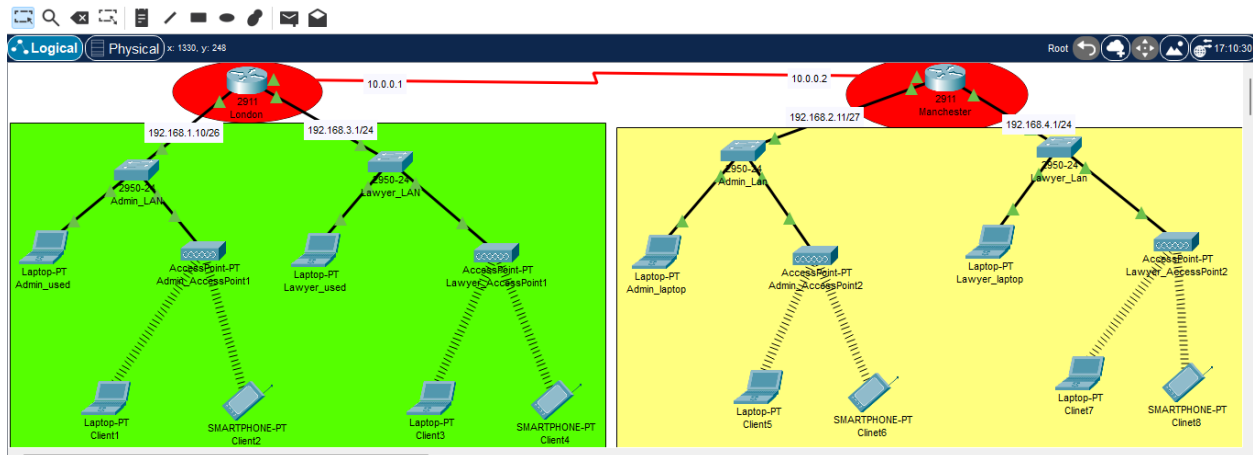 Logical Physical x: 1330, y: 248 Root 17:10:30
10.0.0.1
10.0.0.2
2911
London
2911
Manchester
192.168.1.10/26
192.168.3.1/24
192.168.2.11/27
192.168.4.1/24
2950-24
Admin_LAN
2950-24
Lawyer_LAN
2950-24
Admin_Lan
2950-24
Lawyer_Lan
Laptop-PT
Admin_used
AccessPoint-PT
Admin_AccessPoint1
Laptop-PT
Lawyer_used
AccessPoint-PT
Lawyer_AccessPoint1
Laptop-PT
Admin_laptop
AccessPoint-PT
Admin_AccessPoint2
Laptop-PT
Lawyer_laptop
AccessPoint-PT
Lawyer_AccessPoint2
Laptop-PT
Client1
SMARTPHONE-PT
Client2
Laptop-PT
Client3
SMARTPHONE-PT
Client4
Laptop-PT
Client5
SMARTPHONE-PT
Clinet6
Laptop-PT
Clinet7
SMARTPHONE-PT
Clinet8